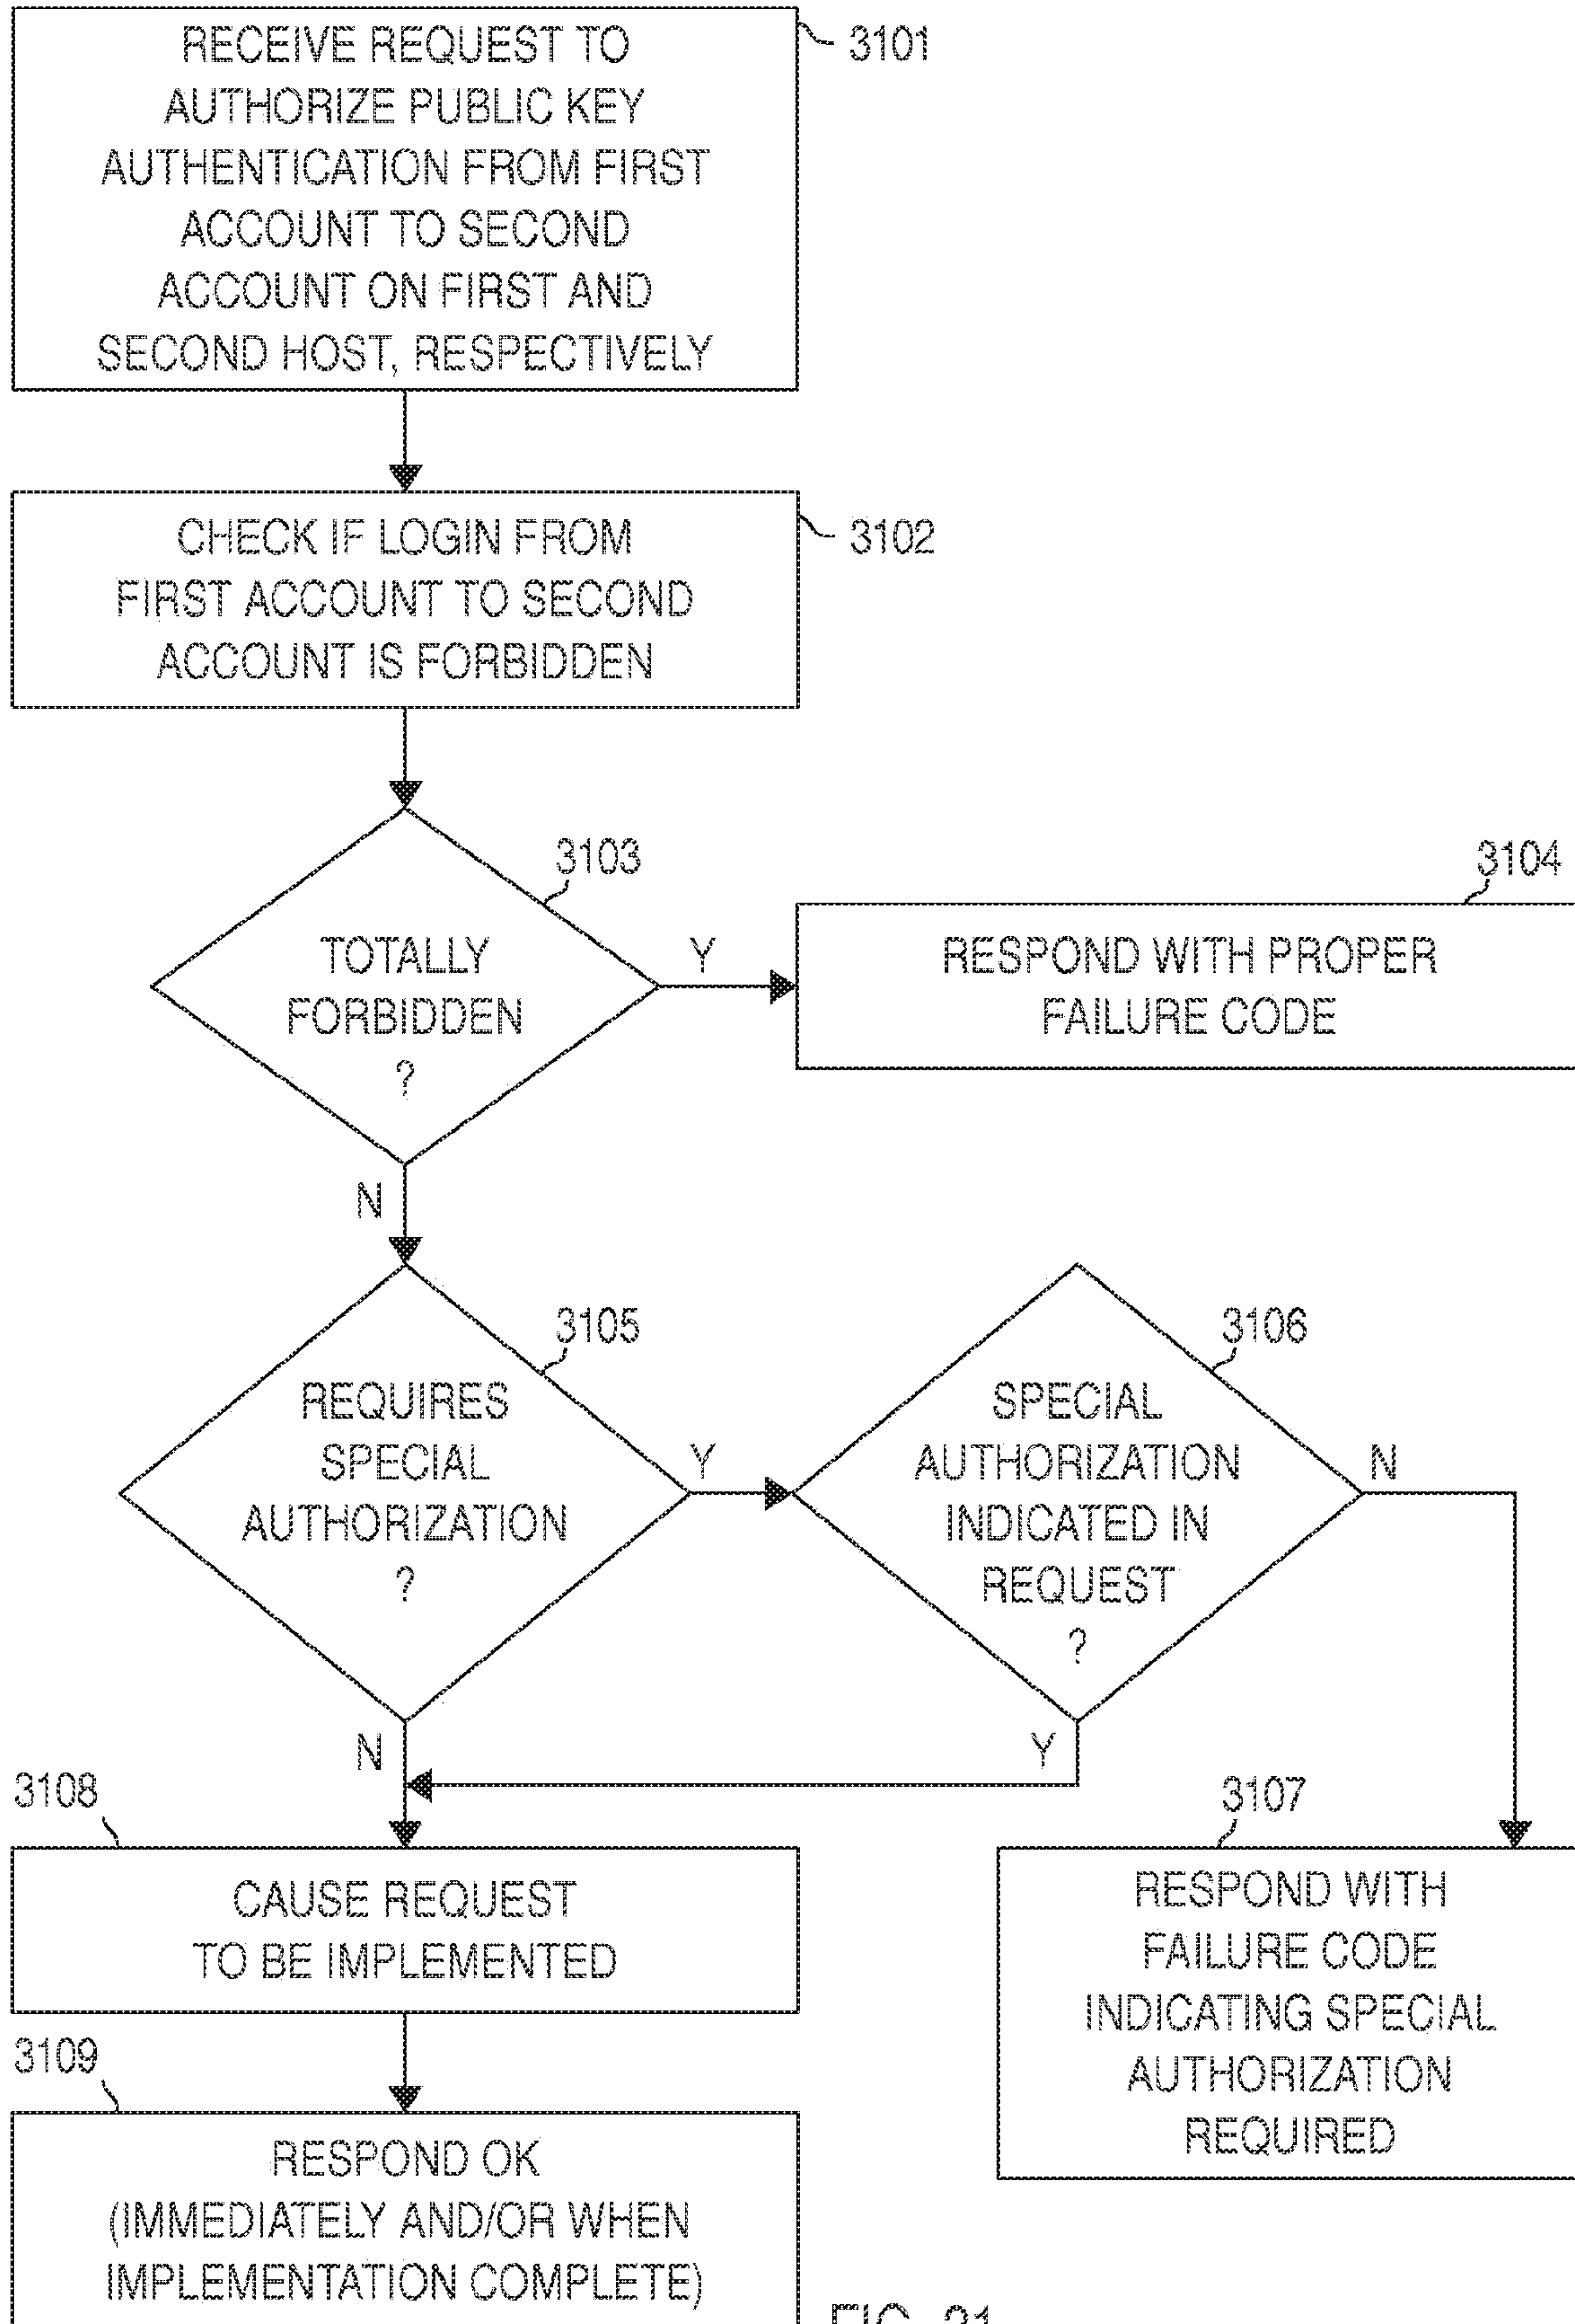 RECEIVE REQUEST TO
AUTHORIZE PUBLIC KEY
AUTHENTICATION FROM FIRST
ACCOUNT TO SECOND
ACCOUNT ON FIRST AND
SECOND HOST, RESPECTIVELY
3101
CHECK IF LOGIN FROM
FIRST ACCOUNT TO SECOND
ACCOUNT IS FORBIDDEN
3102
3103
TOTALLY
FORBIDDEN
?
Y
N
3104
RESPOND WITH PROPER
FAILURE CODE
3105
REQUIRES
SPECIAL
AUTHORIZATION
?
Y
N
3106
SPECIAL
AUTHORIZATION
INDICATED IN
REQUEST
?
N
Y
3107
RESPOND WITH
FAILURE CODE
INDICATING SPECIAL
AUTHORIZATION
REQUIRED
3108
CAUSE REQUEST
TO BE IMPLEMENTED
3109
RESPOND OK
(IMMEDIATELY AND/OR WHEN
IMPLEMENTATION COMPLETE)